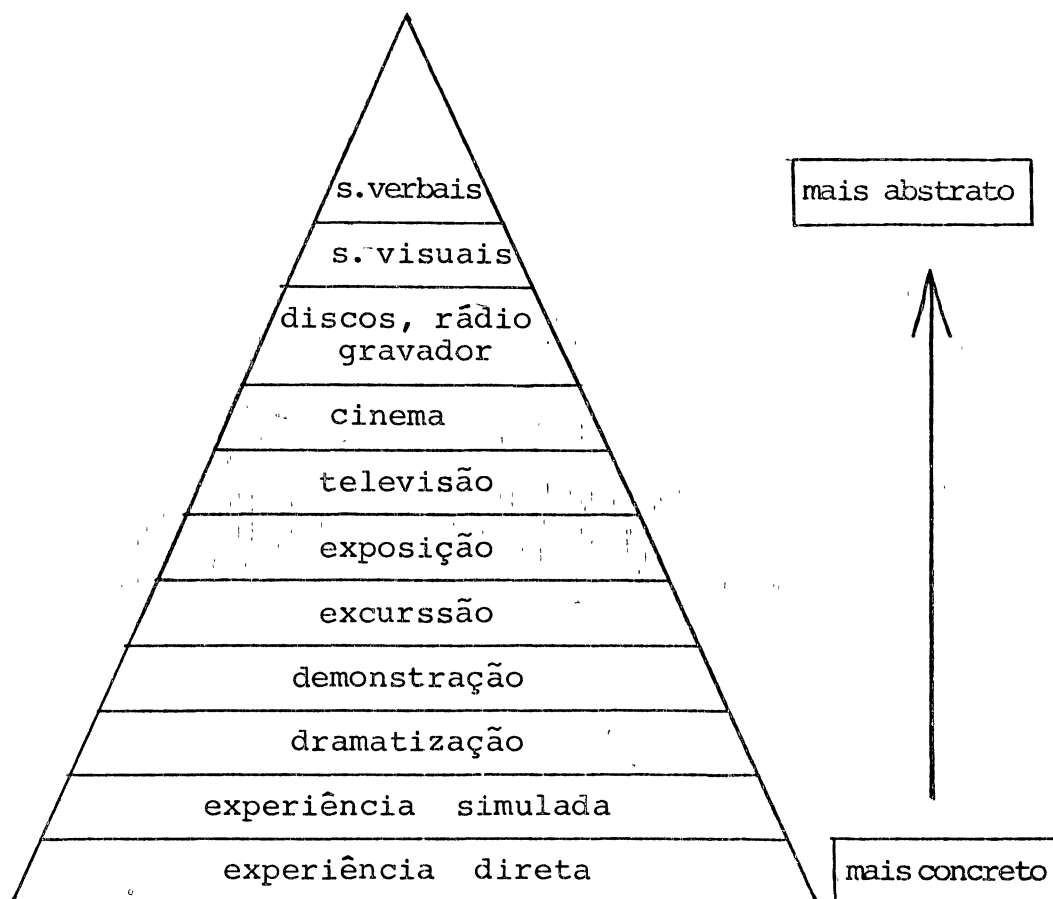 s.verbais
mais abstrato
s. visuais
discos, rádio
gravador
cinema
televisão
exposição
excurssão
demonstração
dramatização
experiência simulada
experiência direta
mais concreto